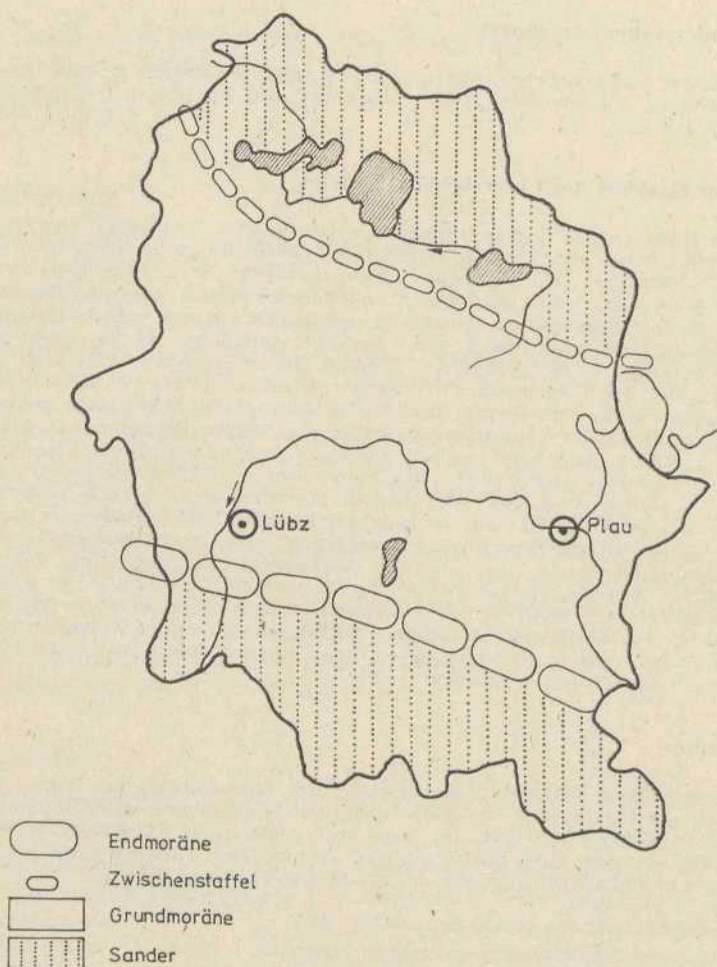 Lübz
Plau
Endmoräne
Zwischenstaffel
Grundmoräne
Sander